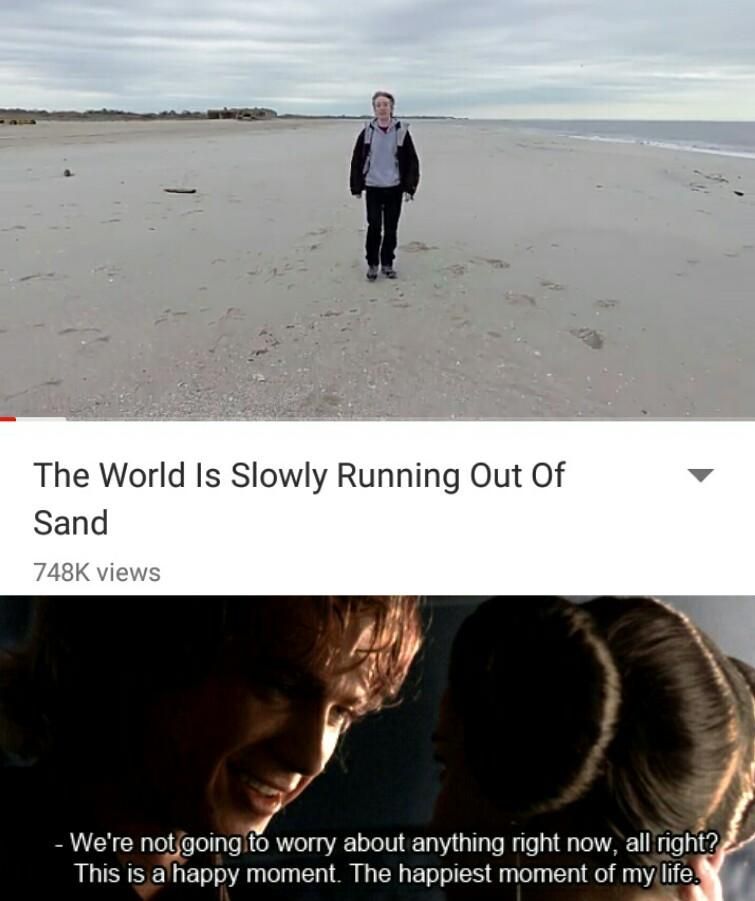 The World Is Slowly Running Out Of
Sand
748K views
- We're not going to worry about anything right now, all right?
This is a happy moment. The happiest moment of my life.